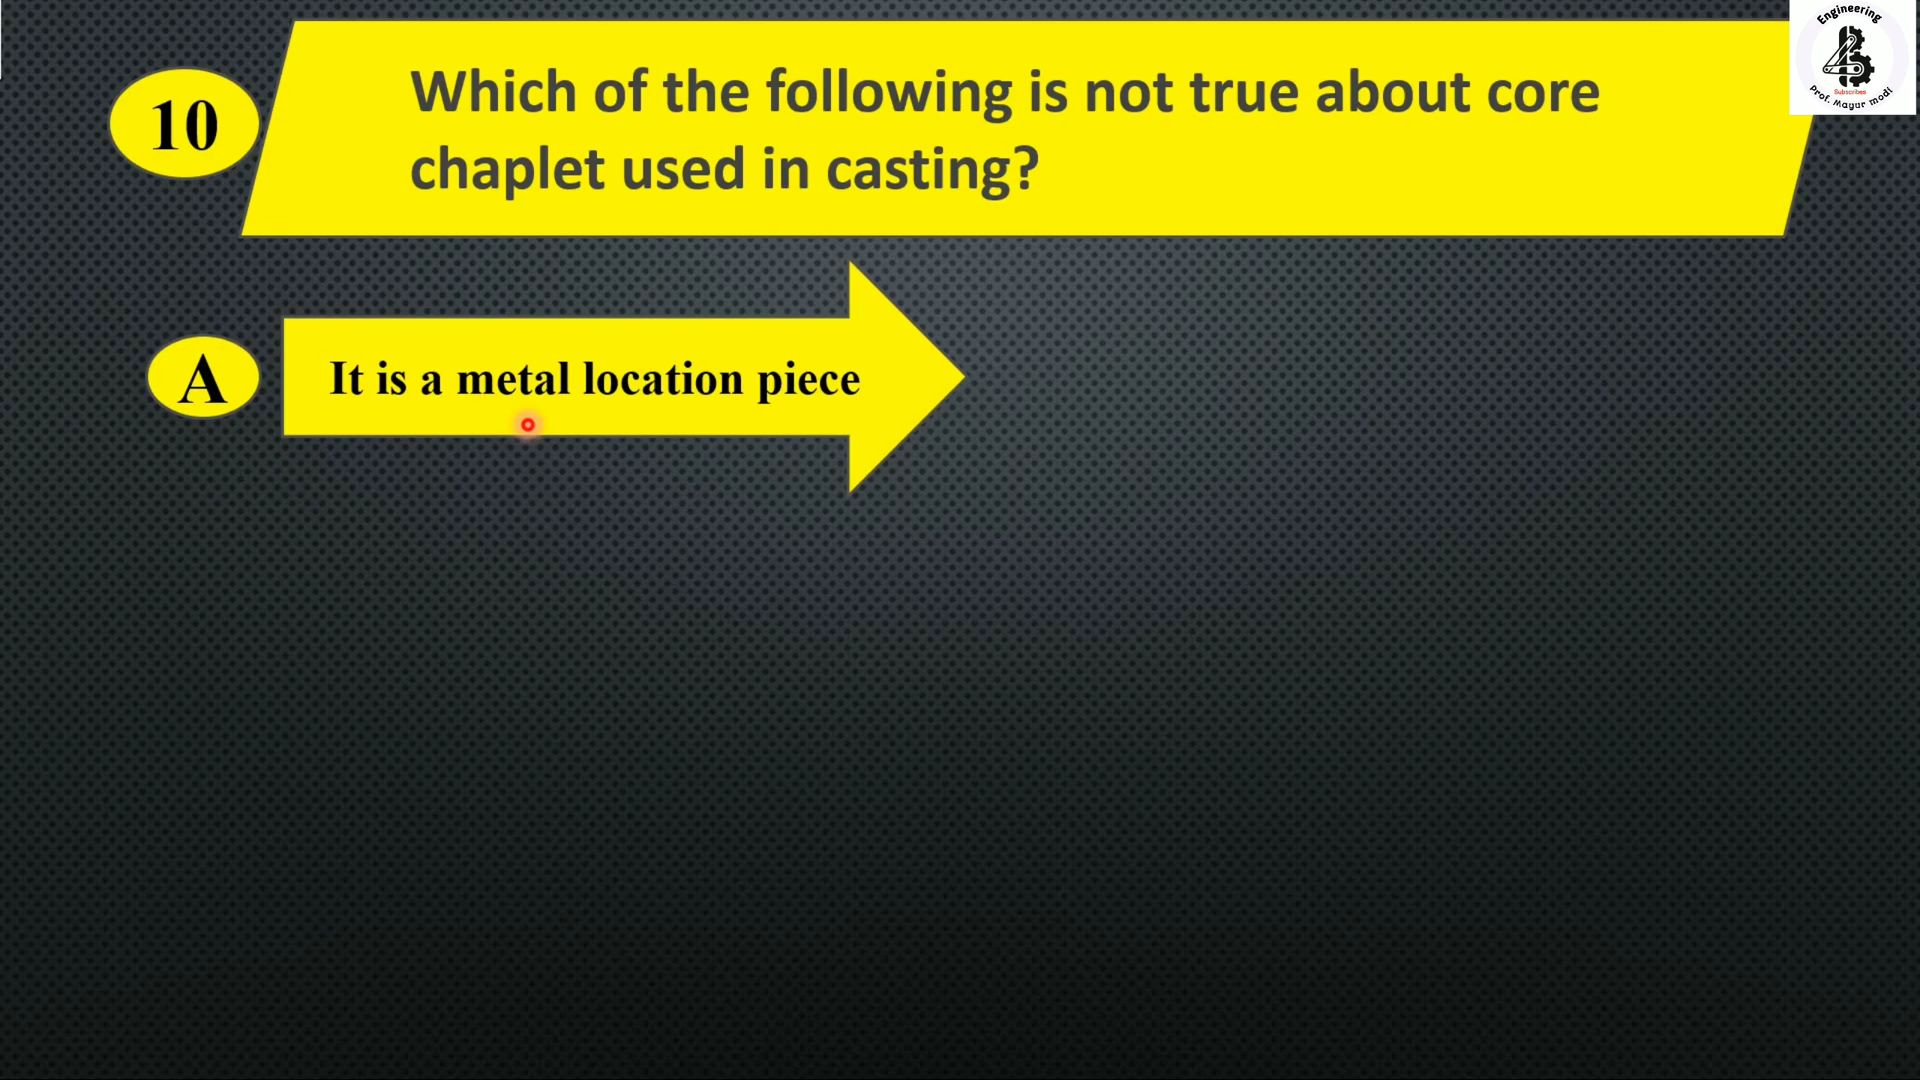 10
Which of the following is not true about core
chaplet used in casting?
A
It is a metal location piece
Engineering
Subscribes
Prof. Mayur modi